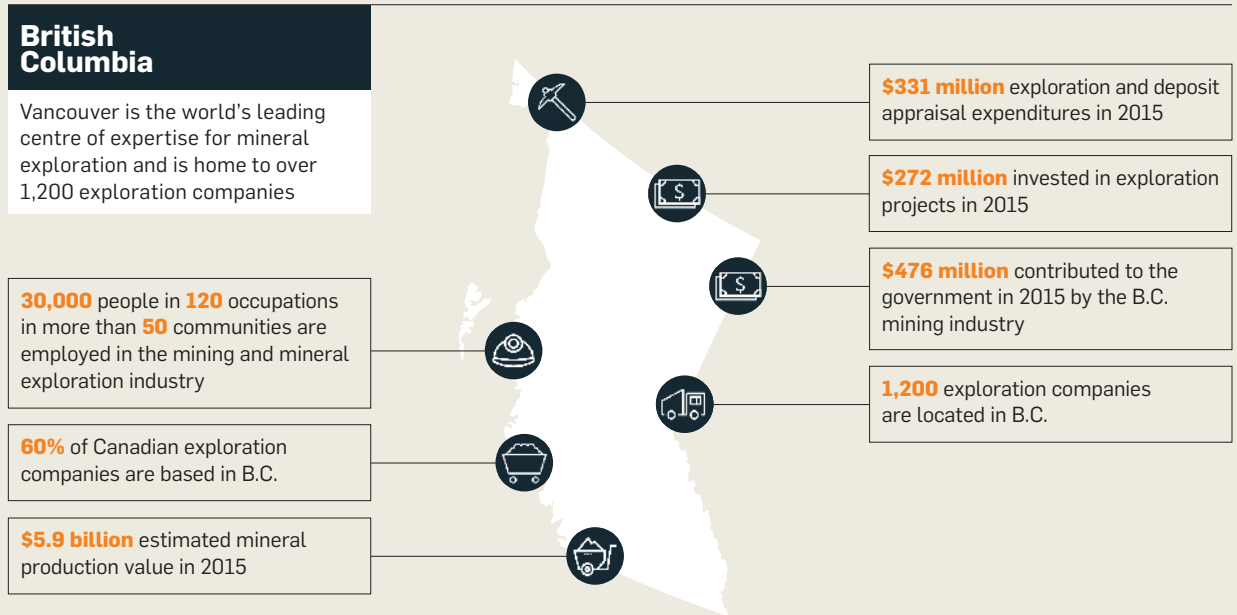 British
Columbia
Vancouver is the world's leading
centre of expertise for mineral
exploration and is home to over
1,200 exploration companies
30,000 people in 120 occupations
in more than 50 communities are
employed in the mining and mineral
exploration industry
60% of Canadian exploration
companies are based in B.C.
$5.9 billion estimated mineral
production value in 2015
$331 million exploration and deposit
appraisal expenditures in 2015
$272 million invested in exploration
projects in 2015
$476 million contributed to the
government in 2015 by the B.C.
mining industry
1,200 exploration companies
are located in B.C.
$
$